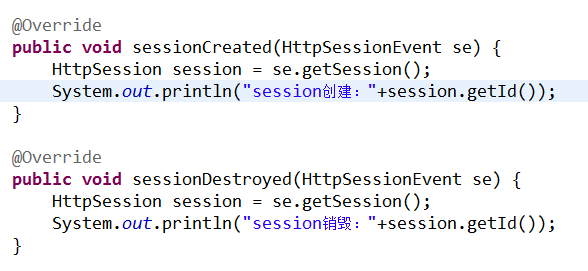 @Override
public void sessionCreated(HttpSessionEvent se) {
HttpSession session = se.getSession();
System.out.println("session创建："+session.getId());
}
@Override
public void sessionDestroyed(HttpSessionEvent se) {
HttpSession session = se.getSession();
System.out.println("session销毁："+session.getId());
}